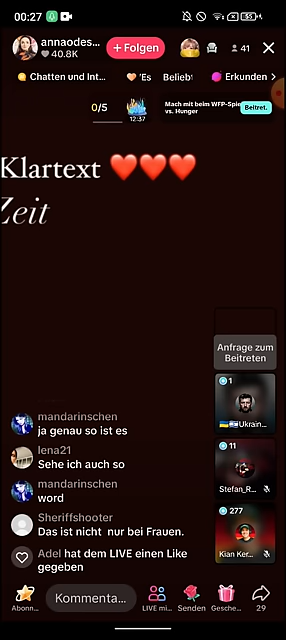 00:27
55
annaodes...
40.8K
+ Folgen
41
Chatten und Int...
'Es
Beliebt
Erkunden >
0/5
12:37
Mach mit beim WFP-Spie
vs. Hunger
Beitret.
Klartext ❤️❤️❤️
Zeit
Anfrage zum
Beitreten
1
Ukrain...
11
Stefan_R...
277
Kian Ker...
mandarinschen
ja genau so ist es
lena21
Sehe ich auch so
mandarinschen
word
Sheriffshooter
Das ist nicht nur bei Frauen.
Adel hat dem LIVE einen Like
gegeben
Abonn...
Kommenta...
LIVE mi...
Senden
Gesche...
29